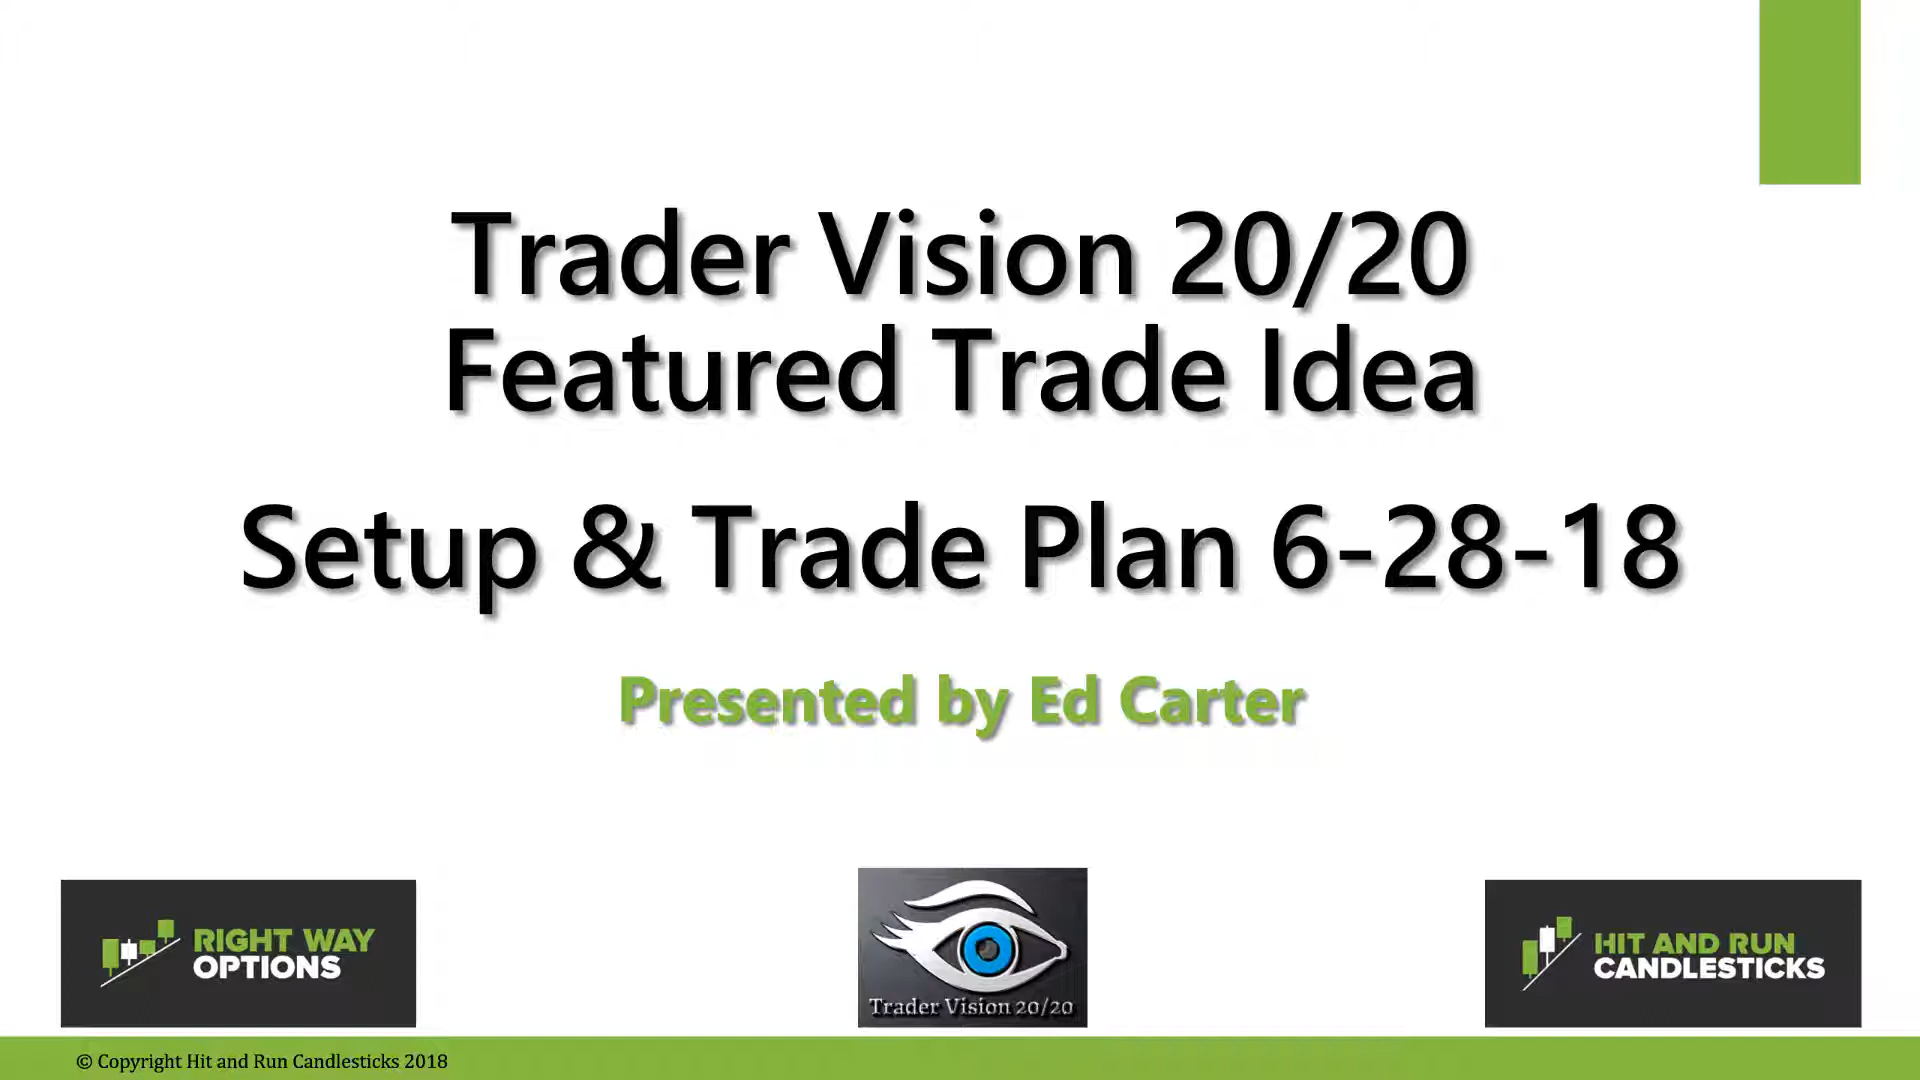 Trader Vision 20/20
Featured Trade Idea
Setup & Trade Plan 6-28-18
Presented by Ed Carter
RIGHT WAY
OPTIONS
Trader Vision 20/20
HIT AND RUN
CANDLESTICKS
© Copyright Hit and Run Candlesticks 2018